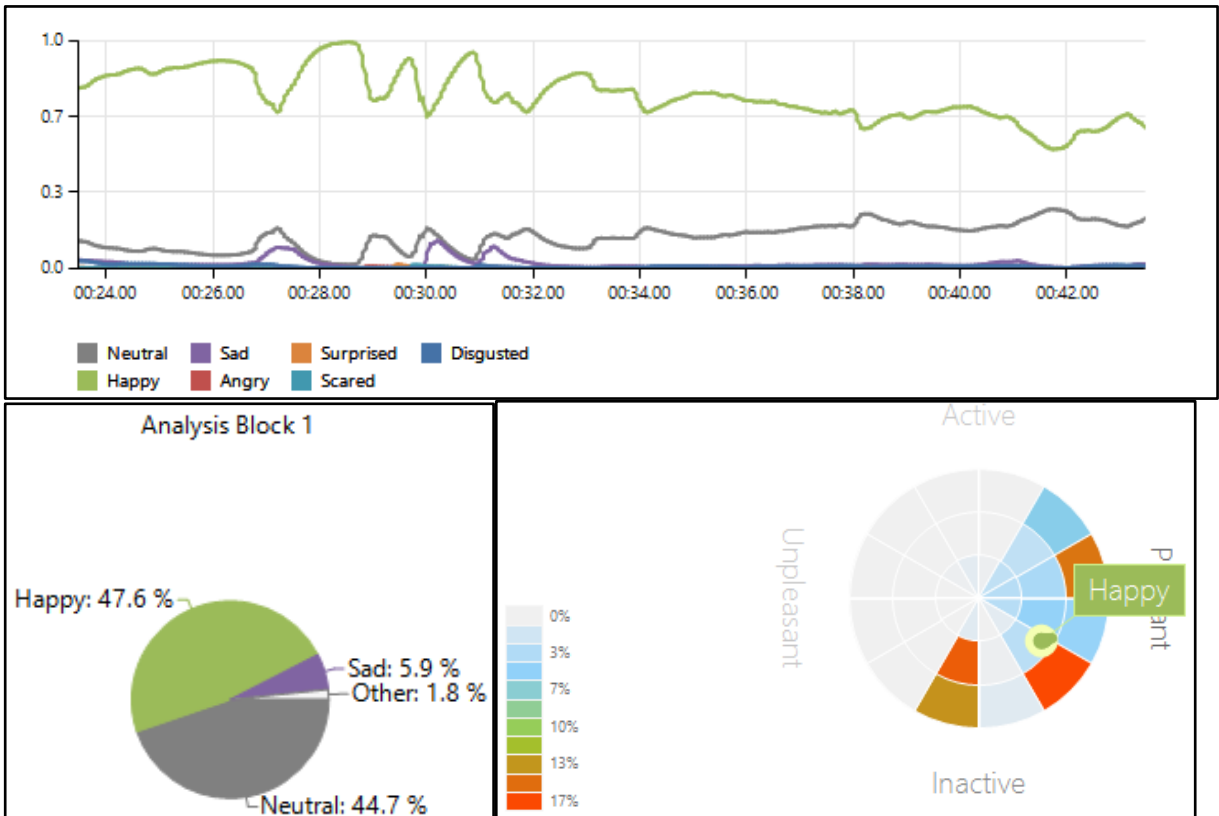 1.0
0.7
0.3
0.0
00:24.00 00:26.00 00:28.00 00:30.00 00:32.00 00:34.00 00:36.00 00:38.00 00:40.00 00:42.00
Neutral Sad Surprised Disgusted
Happy Angry Scared
Analysis Block 1
Happy: 47.6 %
Sad: 5.9 %
Other: 1.8 %
Neutral: 44.7 %
Active
Unpleasant
P ant
Happy
Inactive
0%
3%
7%
10%
13%
17%